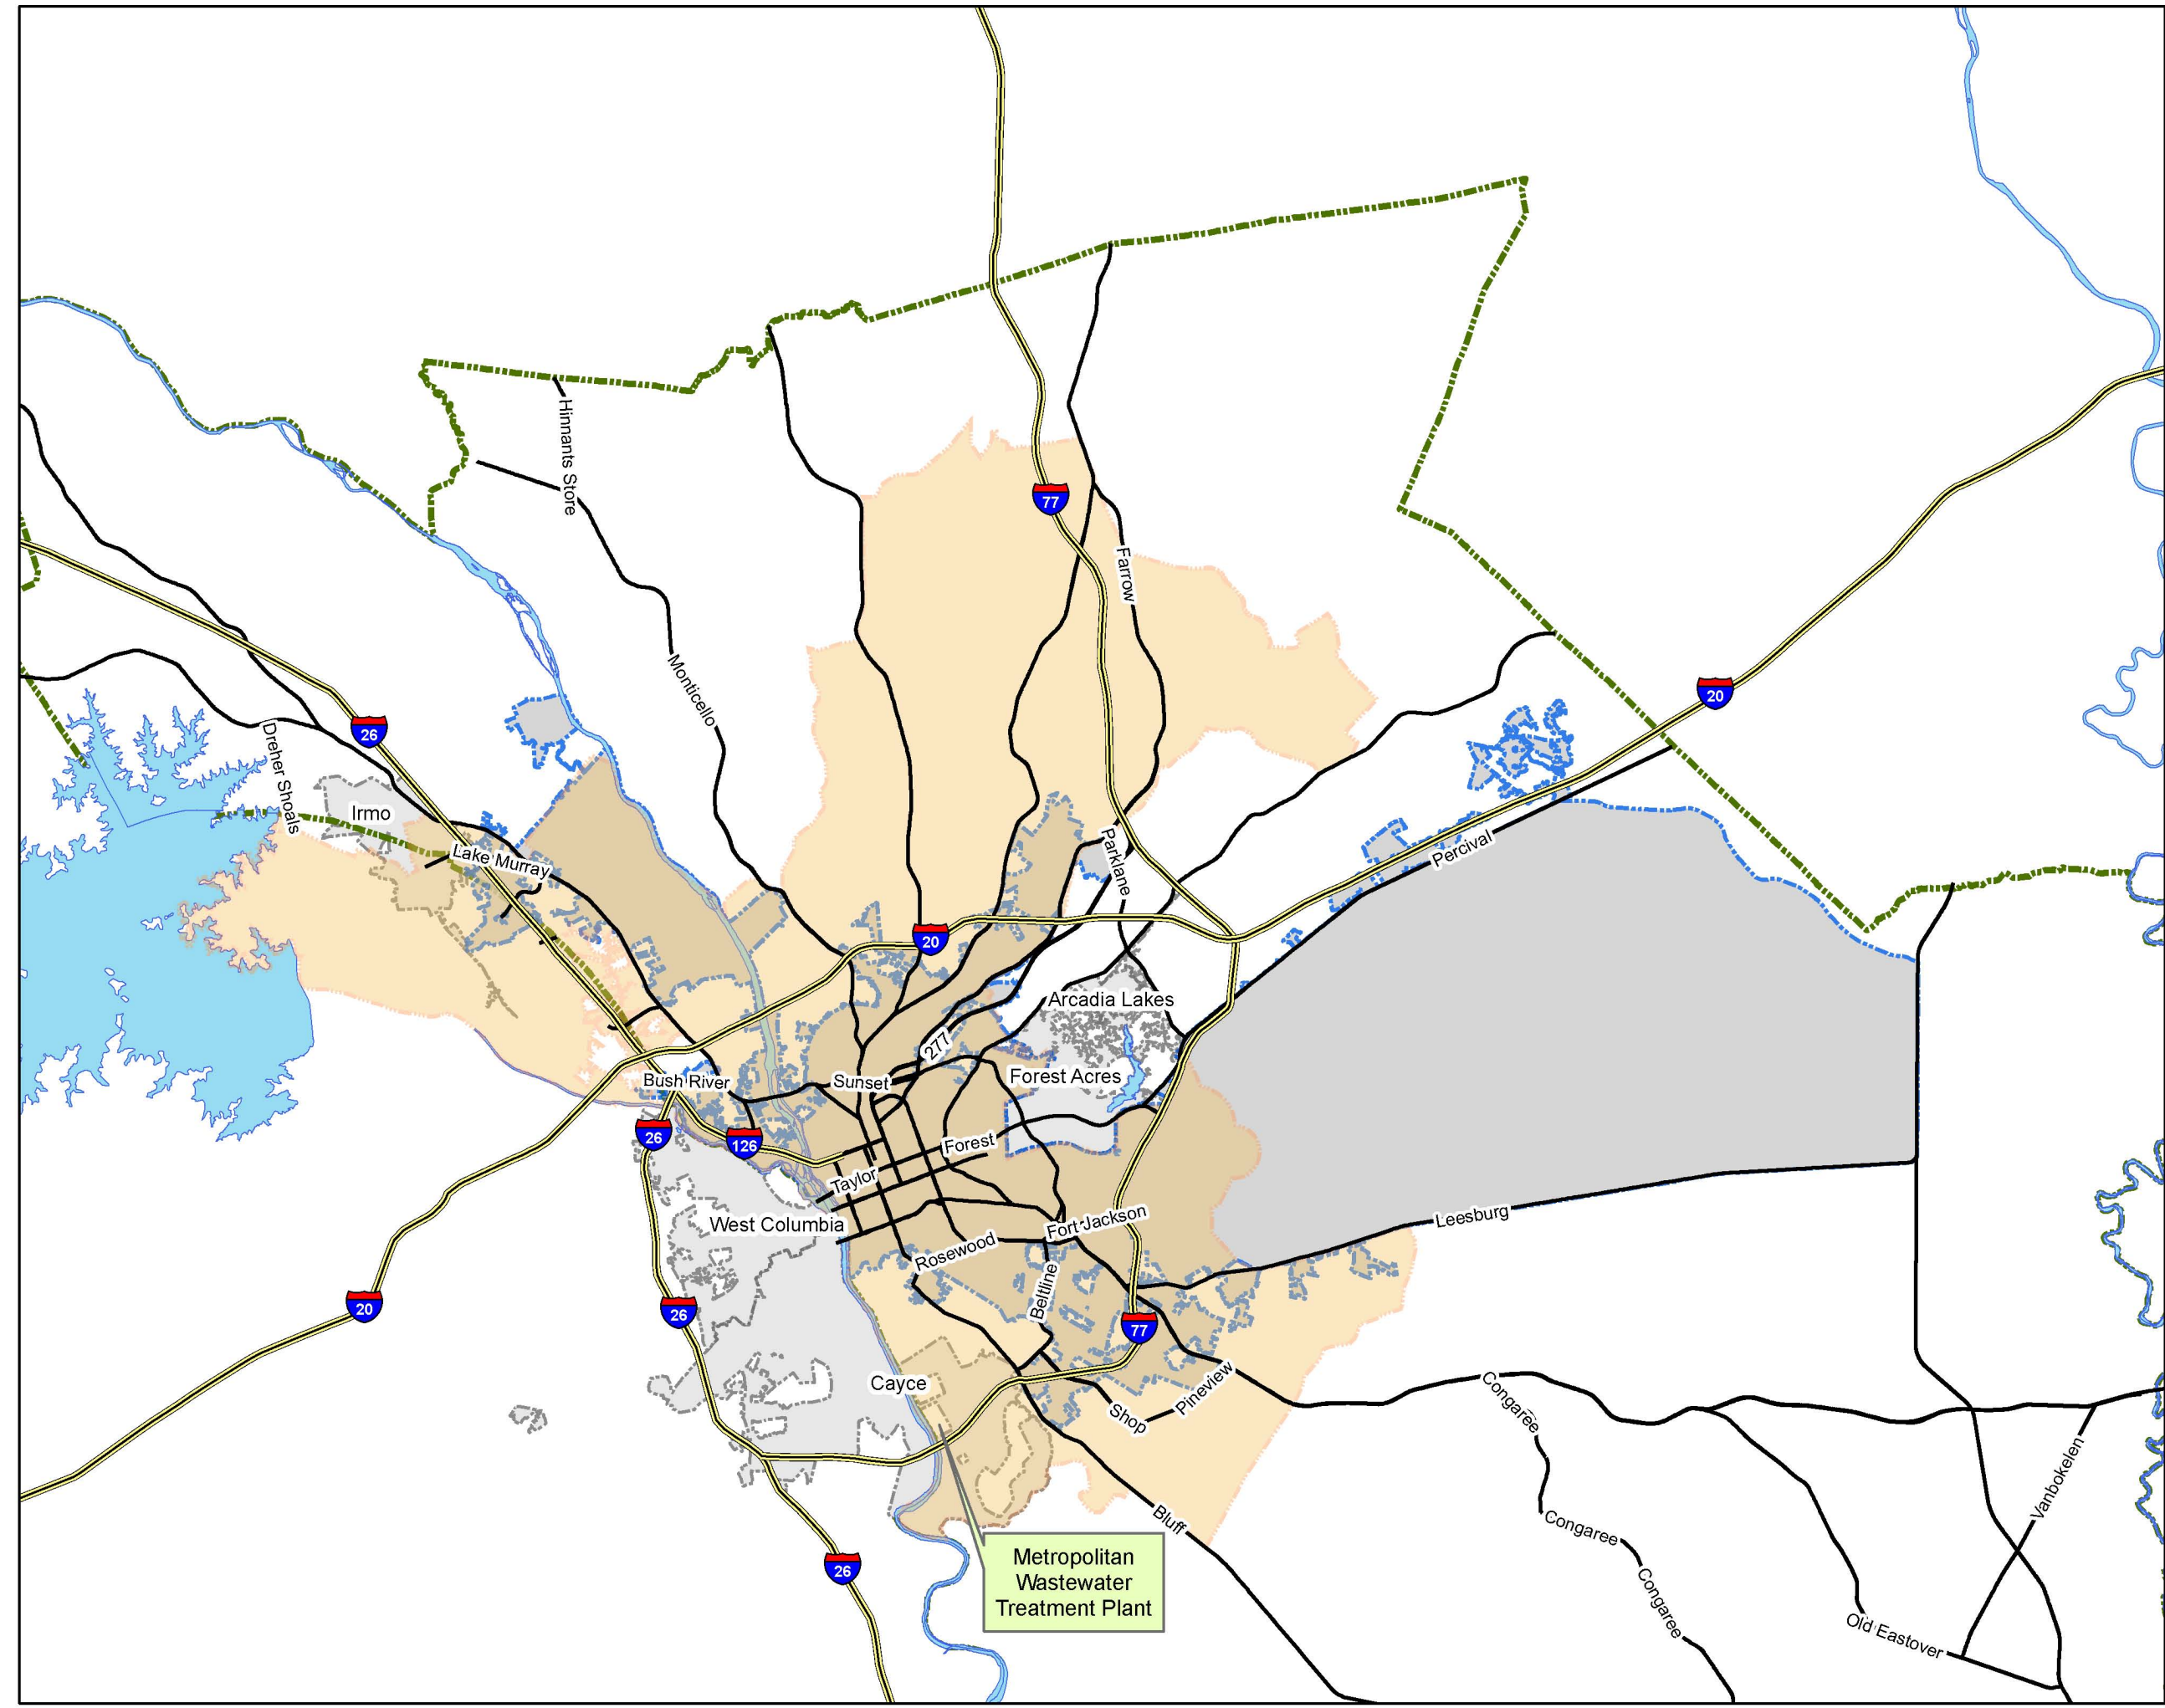 Hinnants Store
77
Farrow
Monticello
20
26
Dreher Shoals
Irmo
Lake Murray
Parklane
Percival
20
Arcadia Lakes
277
Forest Acres
Bush River
Sunset
26
126
Forest
Taylor
West Columbia
Fort Jackson
Leesburg
Rosewood
Beltline
20
26
77
Cayce
Pineview
Shop
Congaree
Vanbokelen
Bluff
Congaree
Congaree
26
Metropolitan
Wastewater
Treatment Plant
Old Eastover